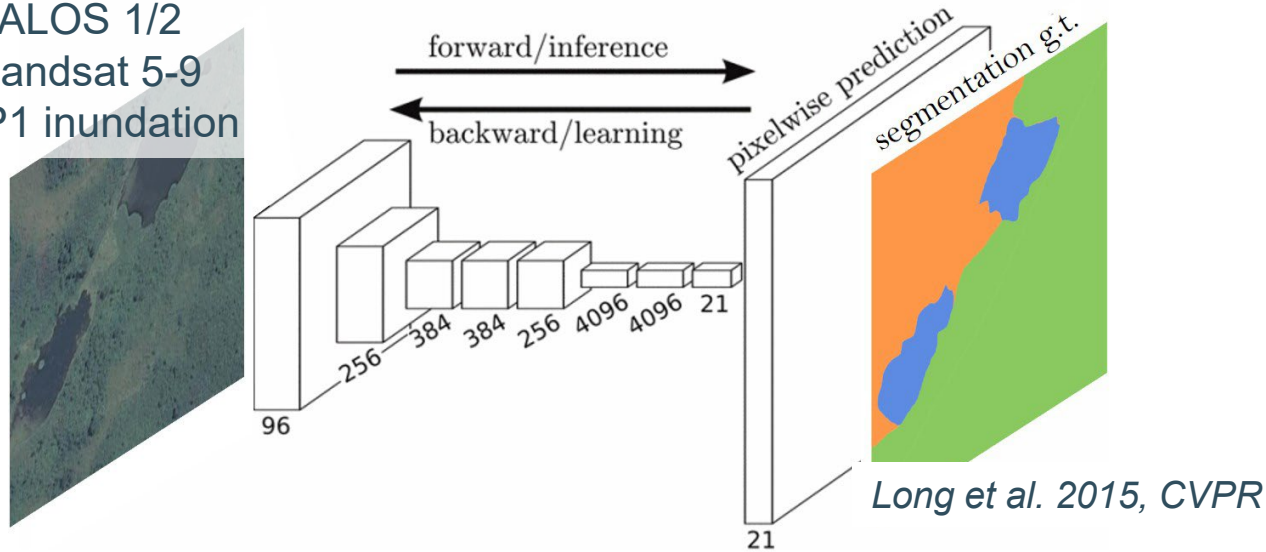 ALOS 1/2
andsat 5-9
P1 inundation
forward/inference
backward/learning
pixelwise prediction
segmentation g.t.
96
256
384
384
256
4096
4096
21
21
Long et al. 2015, CVPR